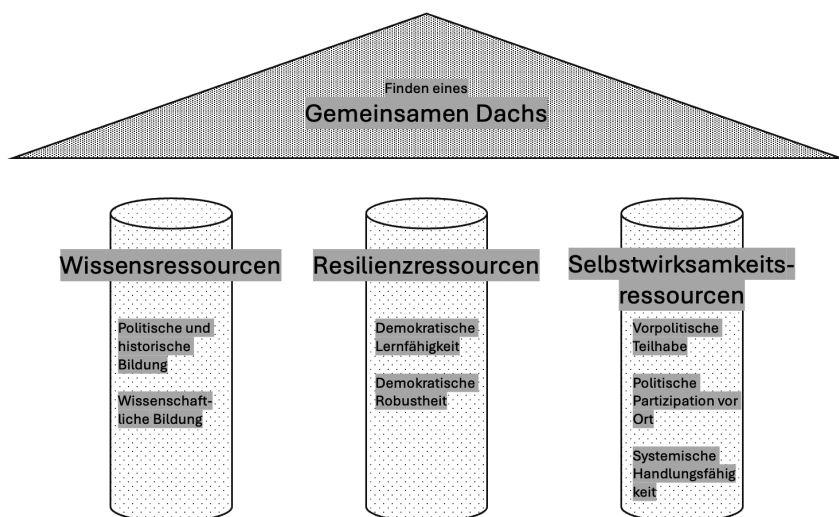 Finden eines
Gemeinsamen Dachs
Wissensressourcen
Politische und
historische
Bildung
Wissenschaft-
liche Bildung
Resilienzressourcen
Demokratische
Lernfähigkeit
Demokratische
Robustheit
Selbstwirksamkeits-
ressourcen
Vorpolitische
Teilhabe
Politische
Partizipation vor
Ort
Systemische
Handlungsfähig
keit